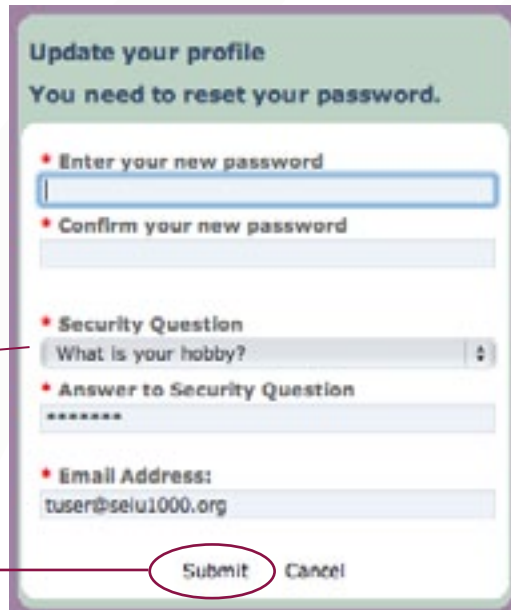 Update your profile
You need to reset your password.
* Enter your new password
* Confirm your new password
* Security Question
What is your hobby?
* Answer to Security Question
*******
* Email Address:
tuser@seiu1000.org
Submit Cancel